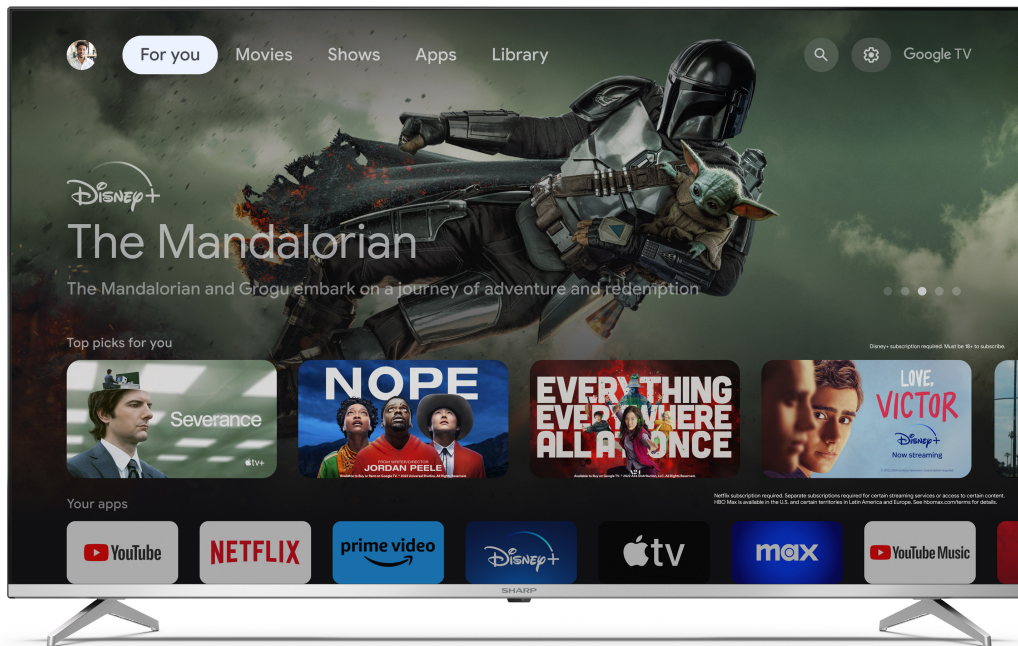 For you
Movies
Shows
Apps
Library
Google TV
Disney+
The Mandalorian
The Mandalorian and Grogu embark on a journey of adventure and redemption
Top picks for you
Disney+ subscription required. Must be 18+ to subscribe.
Severance
tv+
NOPE
FROM WRITER/DIRECTOR
JORDAN PEELE
EVERYTHING
EVERYWHERE
ALL AT ONCE
A24
LOVE,
VICTOR
Disney+
Now streaming
Your apps
Netflix subscription required. Separate subscriptions required for certain streaming services or access to certain content.
HBO Max is available in the U.S. and certain territories in Latin America and Europe. See hbomax.com/terms for details.
YouTube
NETFLIX
prime video
Disney+
tv
max
YouTube Music
SHARP